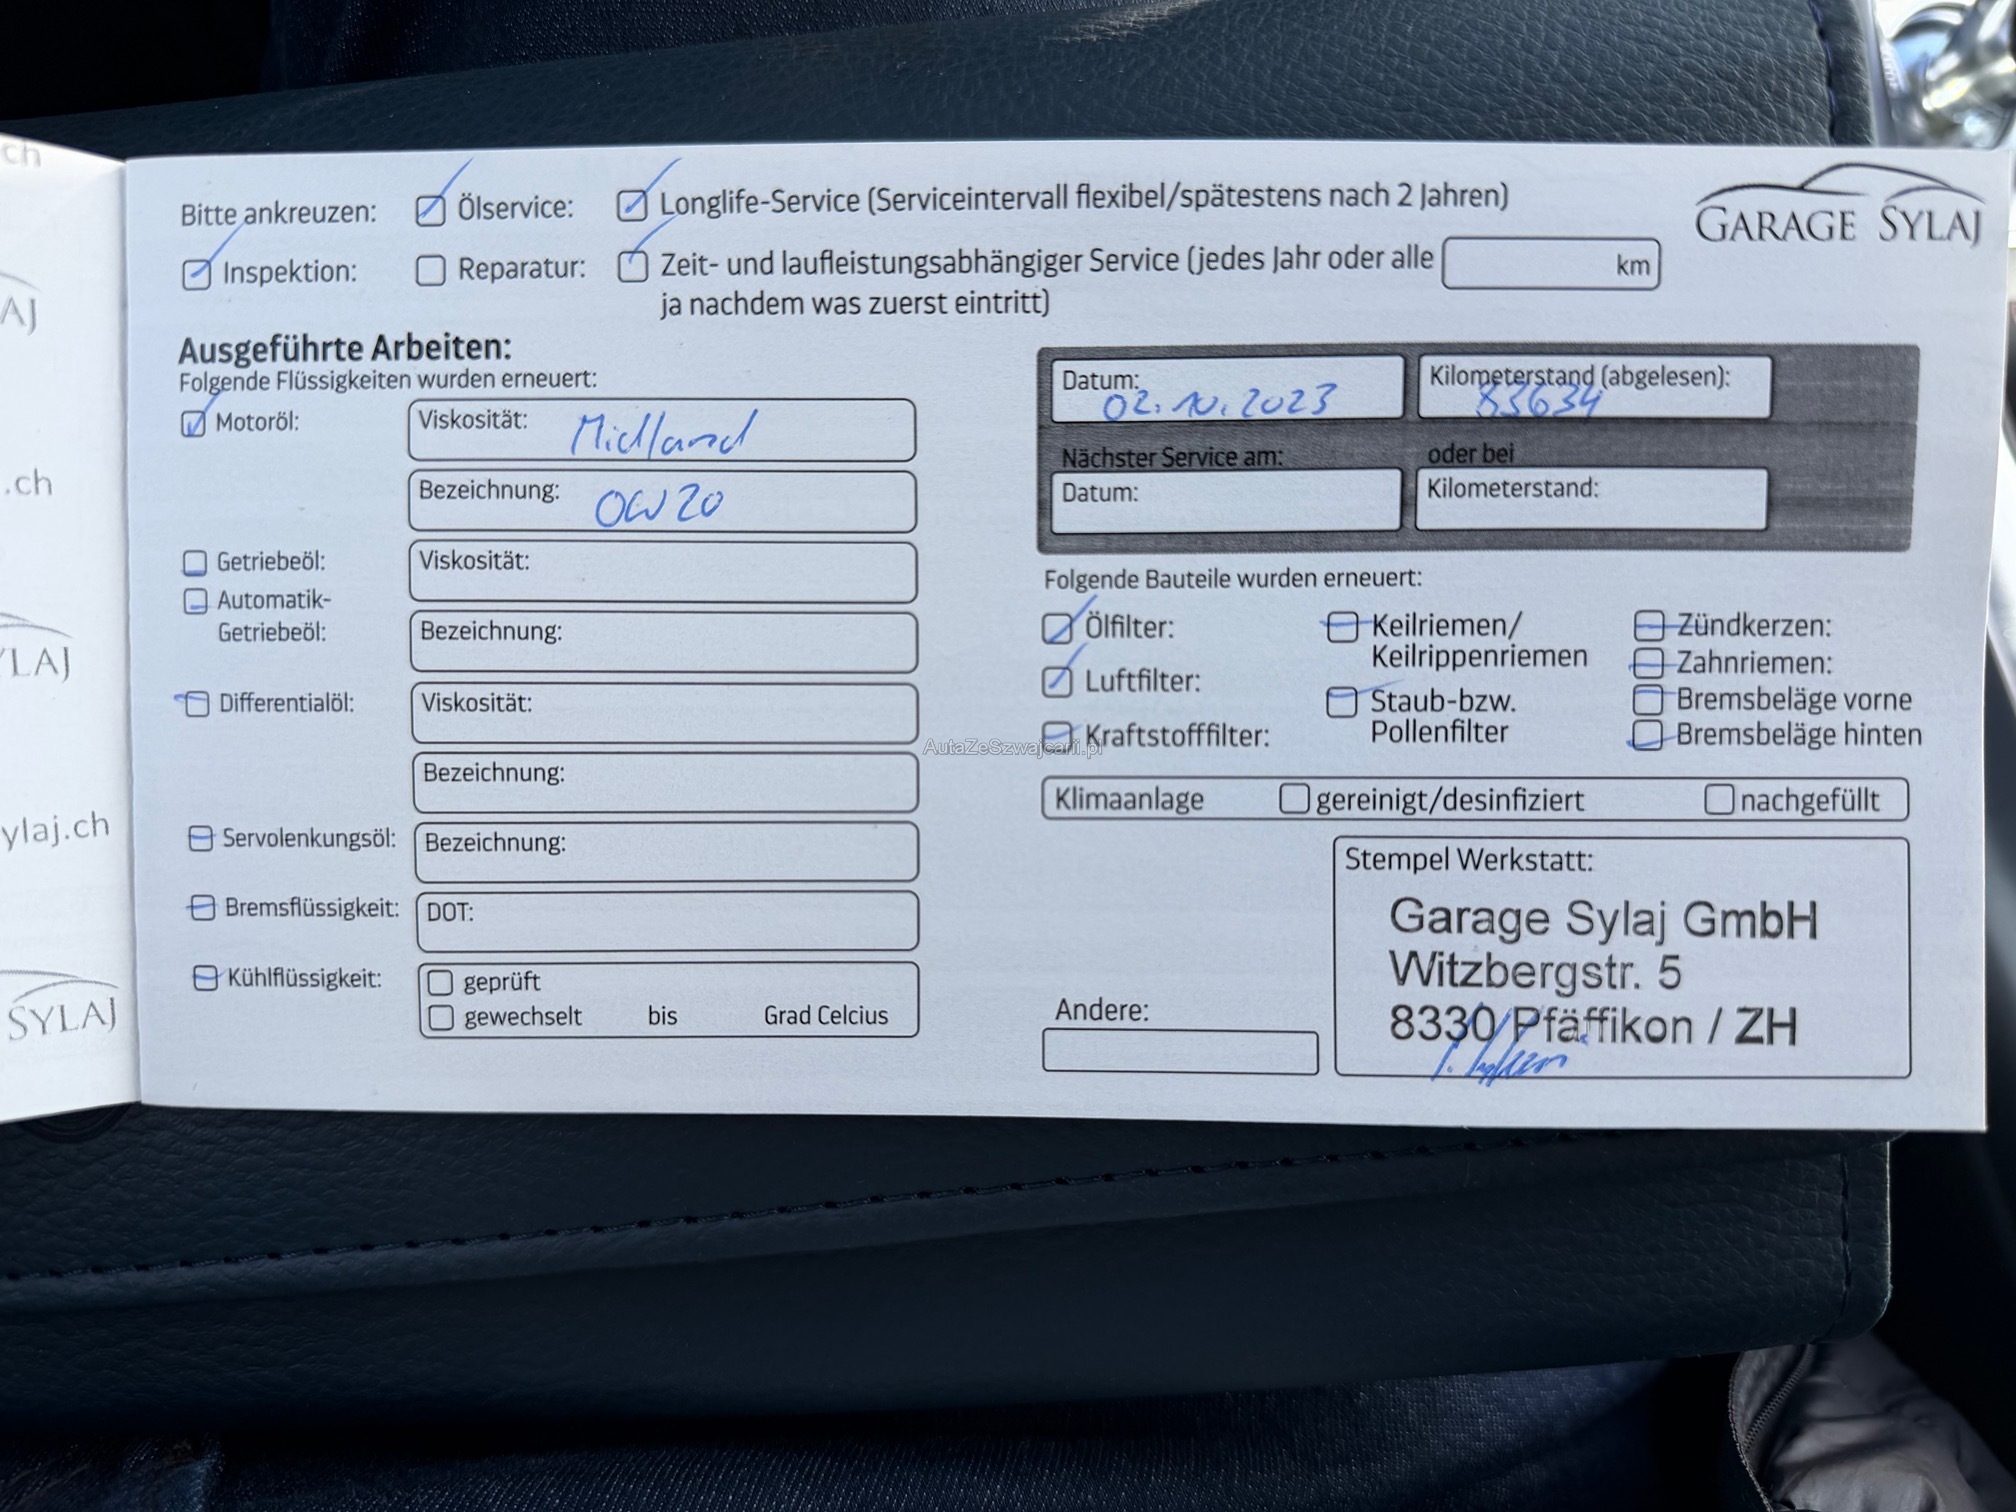 ch
AJ
.ch
YLAJ
ylaj.ch
SYLAJ
Bitte ankreuzen: Ölservice: Longlife-Service (Serviceintervall flexibel/spätestens nach 2 Jahren)
GARAGE SYLAJ
Inspektion: Reparatur: Zeit- und laufleistungsabhängiger Service (jedes Jahr oder alle km
ja nachdem was zuerst eintritt)
Ausgeführte Arbeiten:
Folgende Flüssigkeiten wurden erneuert:
Motoröl: Viskosität: Midland
Bezeichnung: 0W20
Getriebeöl: Viskosität:
Automatik-
Getriebeöl: Bezeichnung:
Differentialöl: Viskosität:
Bezeichnung:
Servolenkungsöl: Bezeichnung:
Bremsflüssigkeit: DOT:
Kühlflüssigkeit: geprüft
gewechselt bis Grad Celcius
Datum: 02.10.2023 Kilometerstand (abgelesen): 83634
Nächster Service am: oder bei
Datum: Kilometerstand:
Folgende Bauteile wurden erneuert:
Ölfilter: Keilriemen/ Zündkerzen:
Keilrippenriemen Zahnriemen:
Luftfilter: Staub-bzw. Bremsbeläge vorne
Kraftstofffilter: Pollenfilter Bremsbeläge hinten
AutaZeSzwajcarii.pl
Klimaanlage gereinigt/desinfiziert nachgefüllt
Stempel Werkstatt:
Garage Sylaj GmbH
Witzbergstr. 5
8330 Pfäffikon / ZH
Andere: